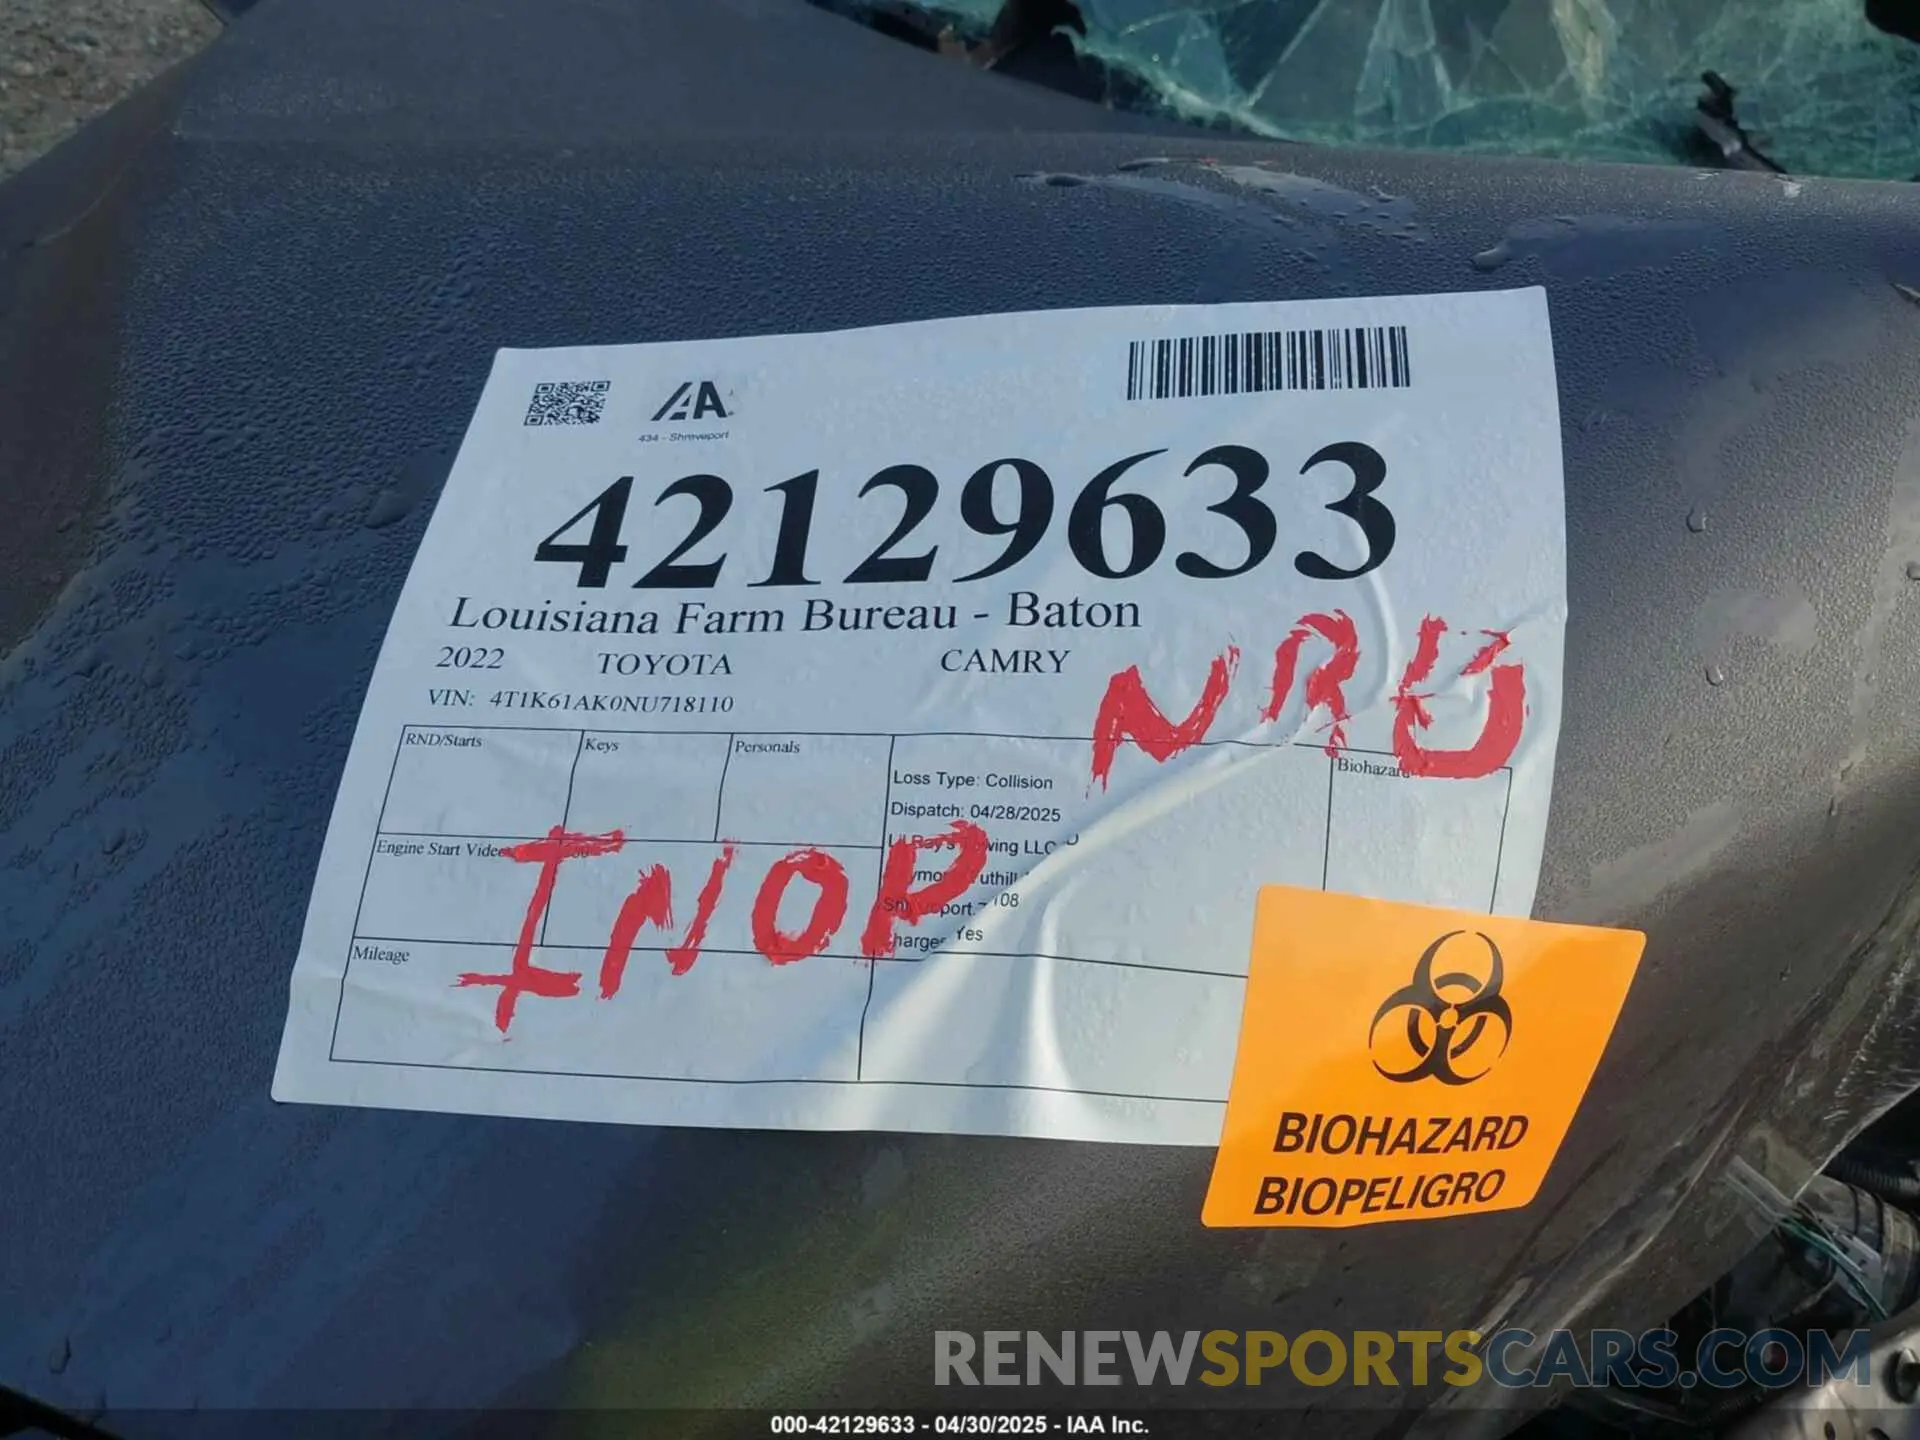 IAA
434 - Shreveport
42129633
Louisiana Farm Bureau - Baton
2022 TOYOTA CAMRY
VIN: 4T1K61AK0NU718110
NRU
RND/Starts Keys Personals Biohazard
Loss Type: Collision
Dispatch: 04/28/2025
LLC
Engine Start Video
INOP
108
Yes
Mileage
BIOHAZARD
BIOPELIGRO
RENEWSPORTSCARS.COM
000-42129633 - 04/30/2025 - IAA Inc.